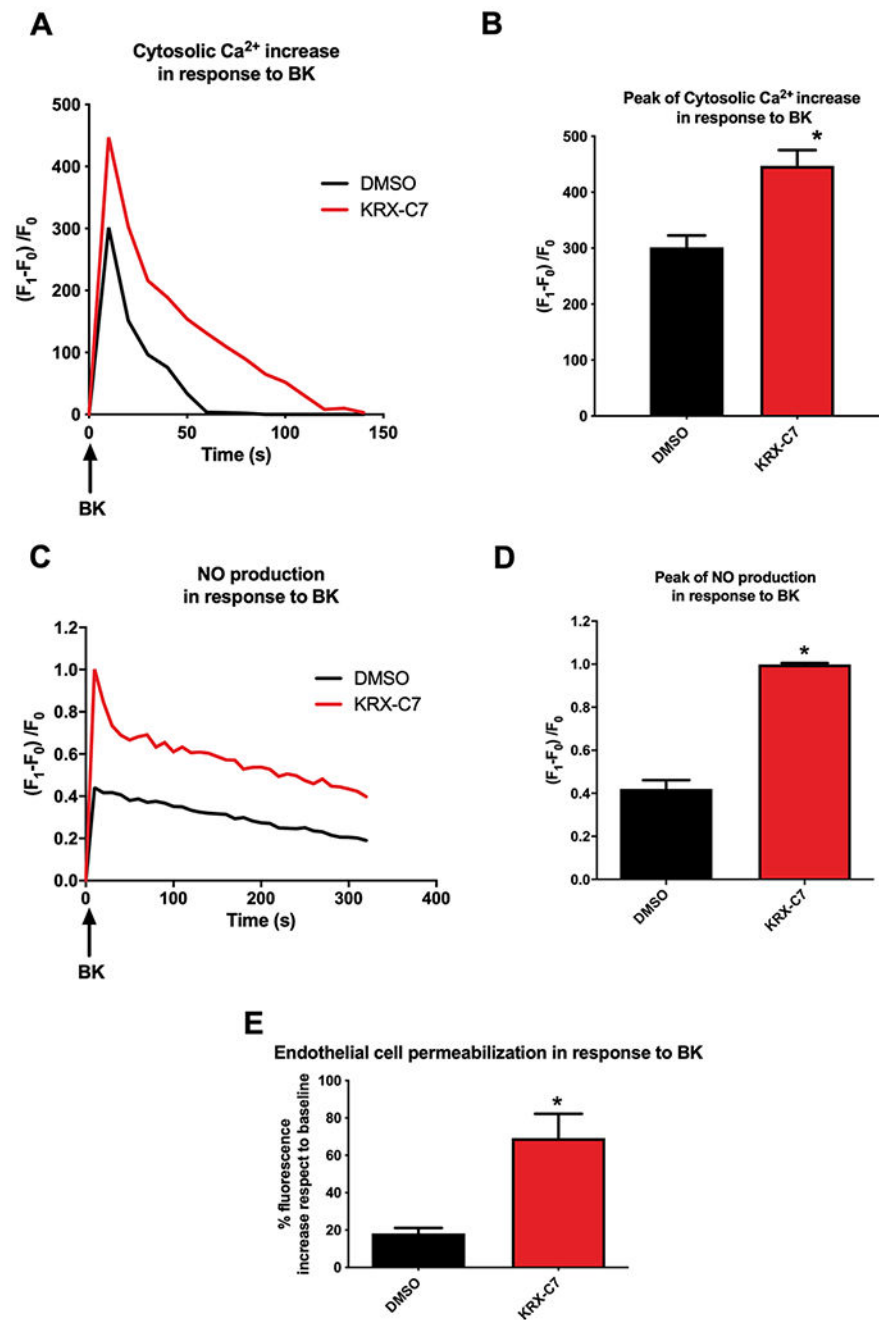 A
Cytosolic Ca²⁺ increase
in response to BK
500
400
300
200
100
0
(F₁-F₀) /F₀
DMSO
KRX-C7
0
50
100
150
Time (s)
BK
B
Peak of Cytosolic Ca²⁺ increase
in response to BK
500
400
300
200
100
0
(F₁-F₀) /F₀
*
DMSO
KRX-C7
C
NO production
in response to BK
1.2
1.0
0.8
0.6
0.4
0.2
0.0
(F₁-F₀) /F₀
DMSO
KRX-C7
0
100
200
300
400
Time (s)
BK
D
Peak of NO production
in response to BK
1.2
1.0
0.8
0.6
0.4
0.2
0.0
(F₁-F₀) /F₀
*
DMSO
KRX-C7
E
Endothelial cell permeabilization in response to BK
100
80
60
40
20
0
% fluorescence
increase respect to baseline
*
DMSO
KRX-C7